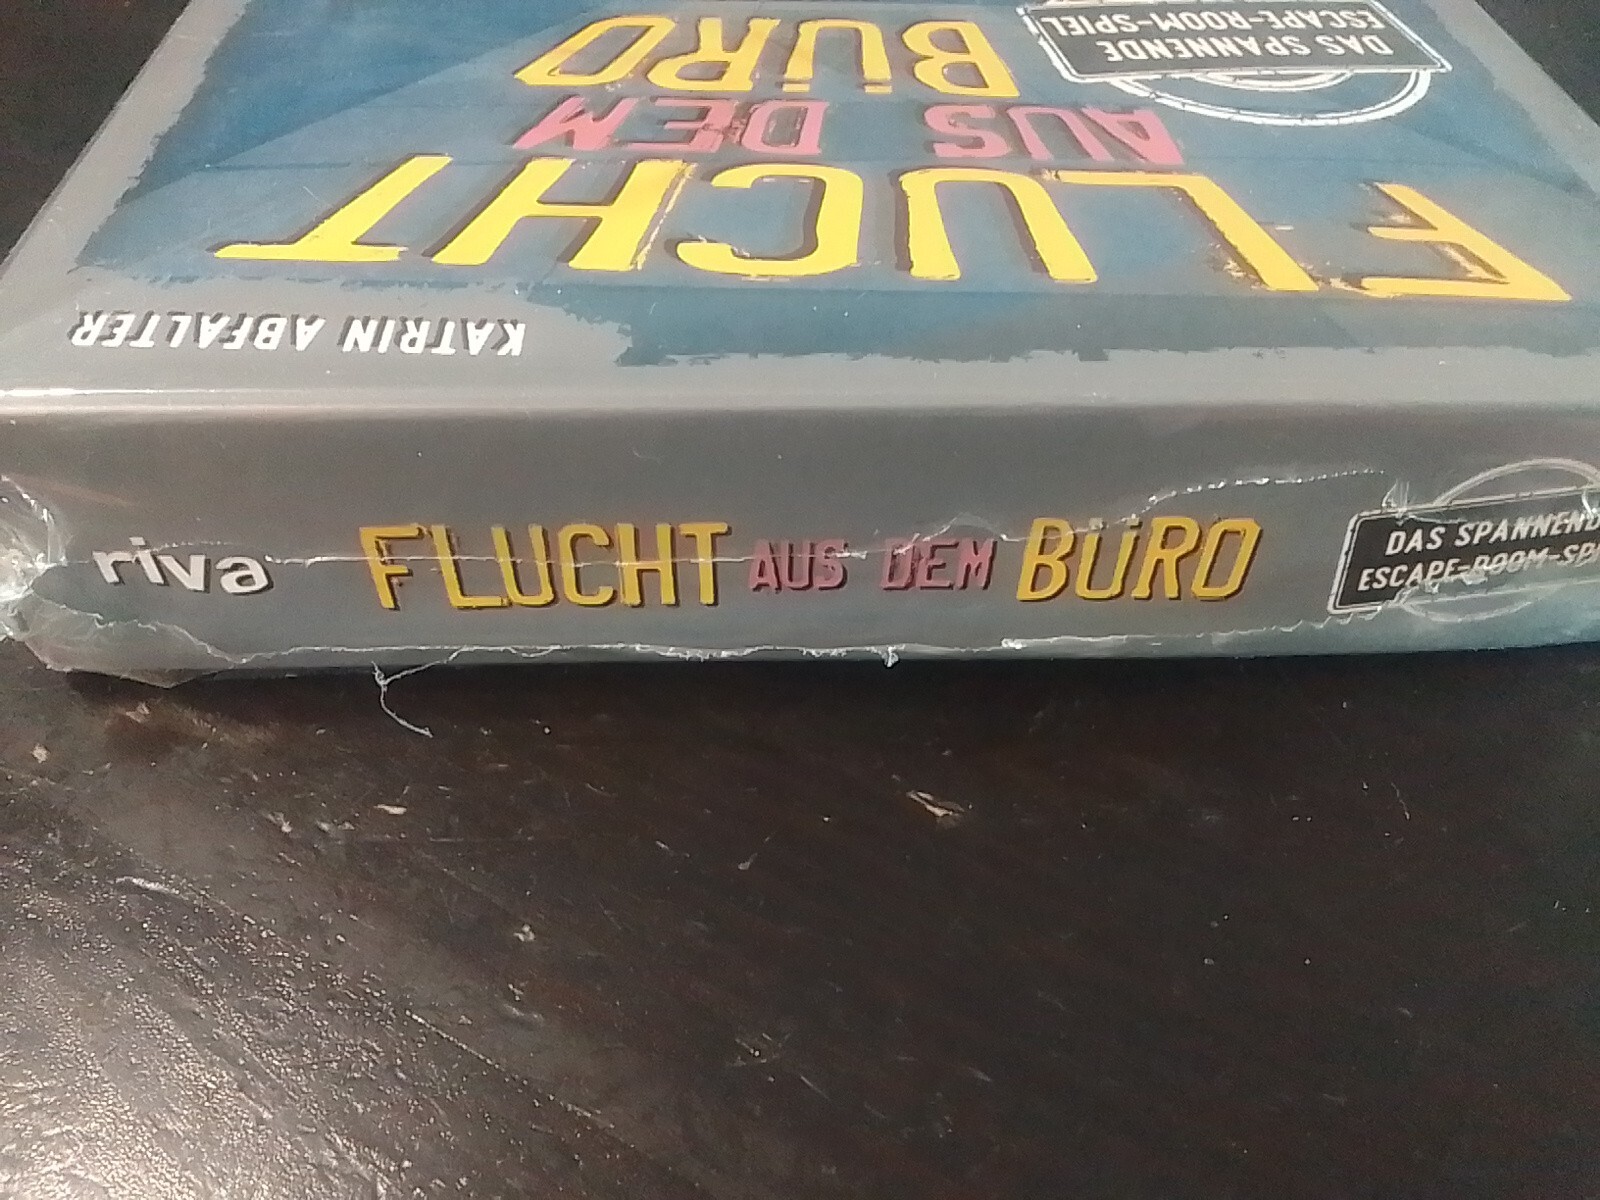 DAS SPANNENDE
ESCAPE-ROOM-SPIEL
FLUCHT
AUS DEM
BÜRO
KATRIN ABFALTER
riva FLUCHT AUS DEM BÜRO
DAS SPANNEND
ESCAPE-ROOM-SPI